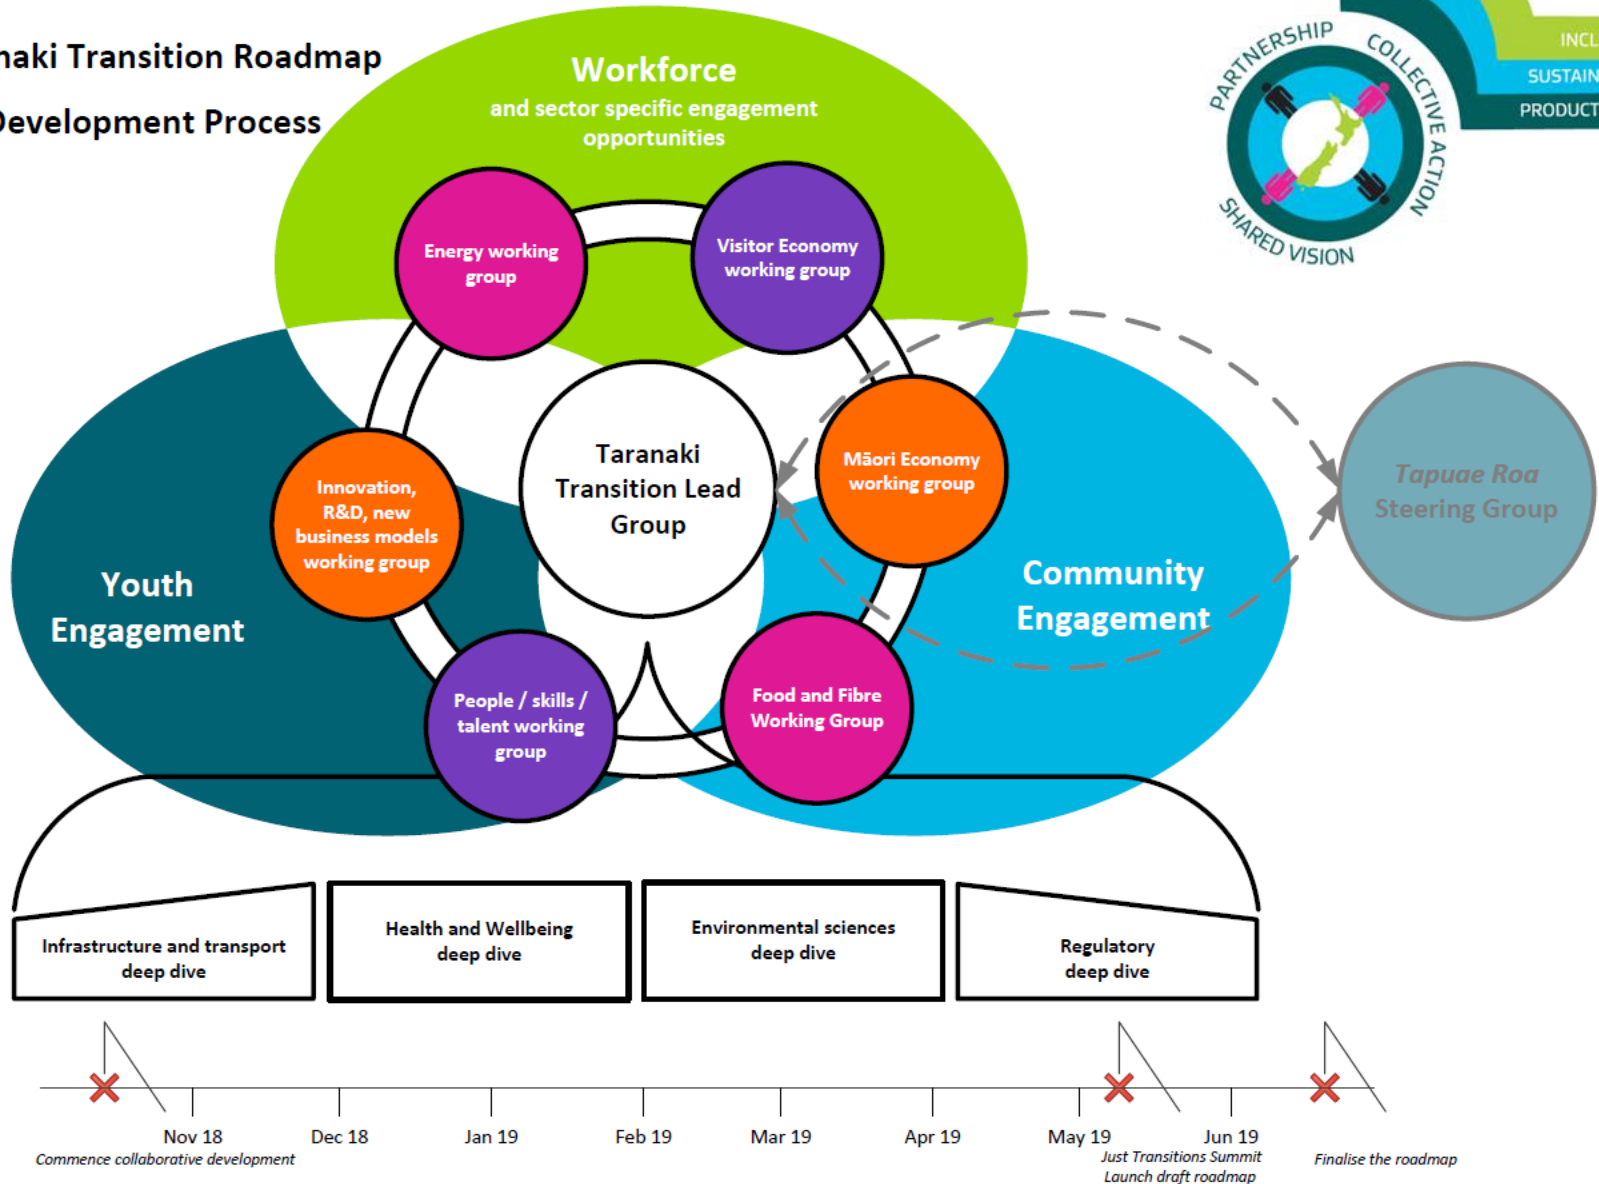 naki Transition Roadmap
Development Process
Workforce
and sector specific engagement
opportunities
PARTNERSHIP
COLLECTIVE ACTION
SHARED VISION
INCL
SUSTAIN
PRODUCT
Energy working
group
Visitor Economy
working group
Taranaki
Transition Lead
Group
Māori Economy
working group
Tapuae Roa
Steering Group
Innovation,
R&D, new
business models
working group
Youth
Engagement
Community
Engagement
People / skills /
talent working
group
Food and Fibre
Working Group
Infrastructure and transport
deep dive
Health and Wellbeing
deep dive
Environmental sciences
deep dive
Regulatory
deep dive
Nov 18
Dec 18
Jan 19
Feb 19
Mar 19
Apr 19
May 19
Jun 19
Commence collaborative development
Just Transitions Summit
Launch draft roadmap
Finalise the roadmap